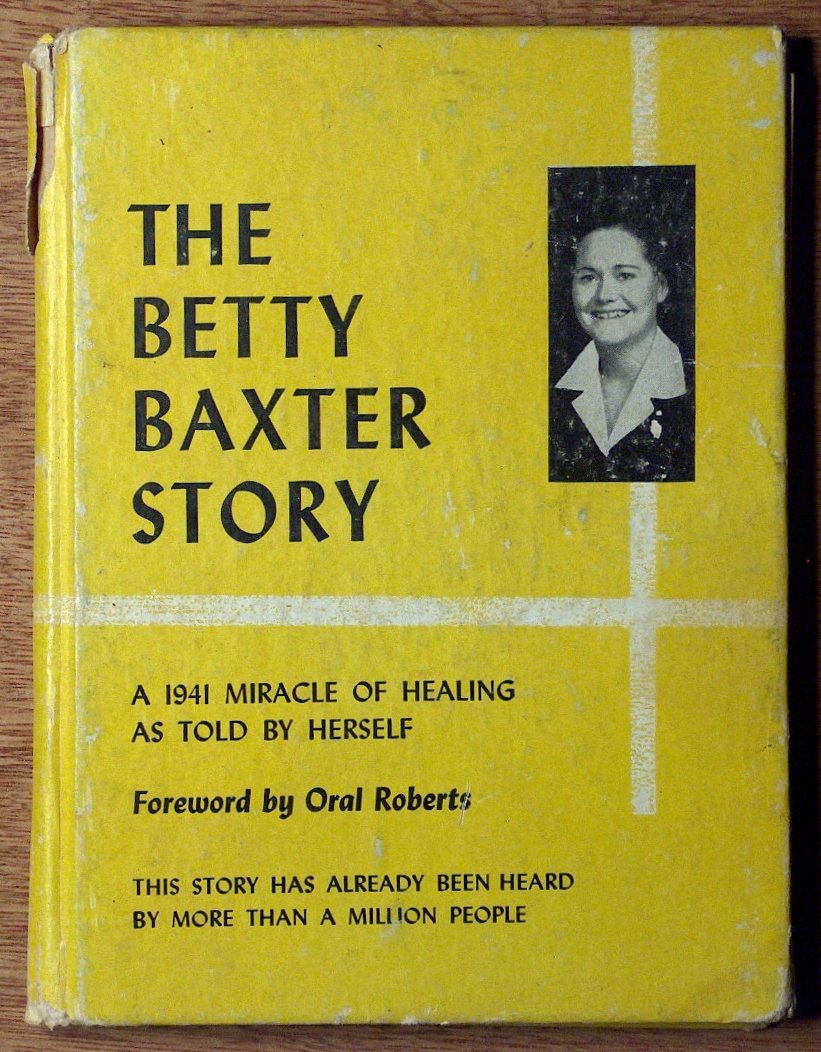 THE
BETTY
BAXTER
STORY
A 1941 MIRACLE OF HEALING
AS TOLD BY HERSELF
Foreword by Oral Roberts
THIS STORY HAS ALREADY BEEN HEARD
BY MORE THAN A MILLION PEOPLE